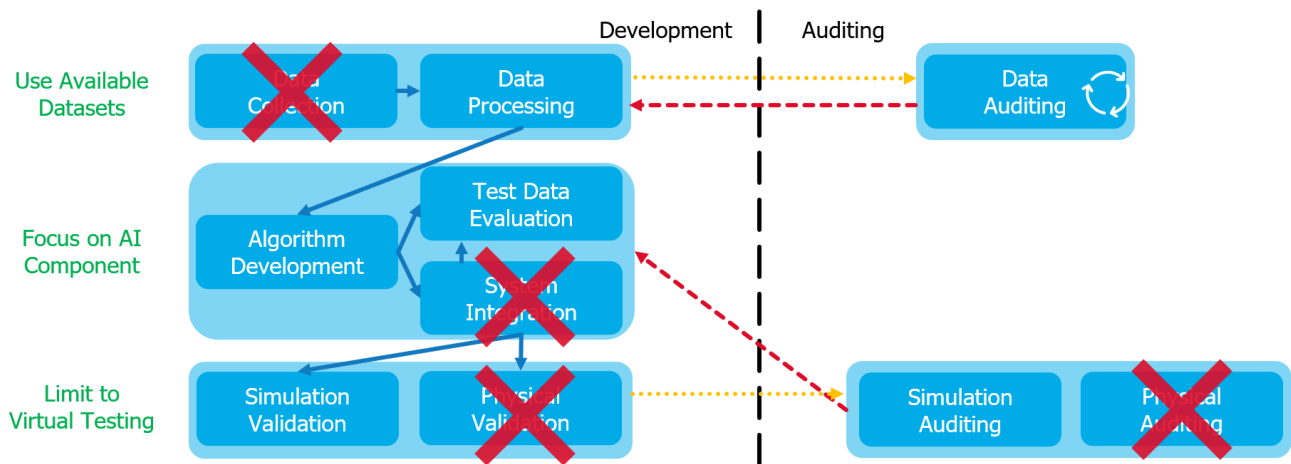 Development
Auditing
Use Available
Datasets
Data
Collection
Data
Processing
Data
Auditing
Focus on AI
Component
Algorithm
Development
Test Data
Evaluation
System
Integration
Limit to
Virtual Testing
Simulation
Validation
Physical
Validation
Simulation
Auditing
Physical
Auditing